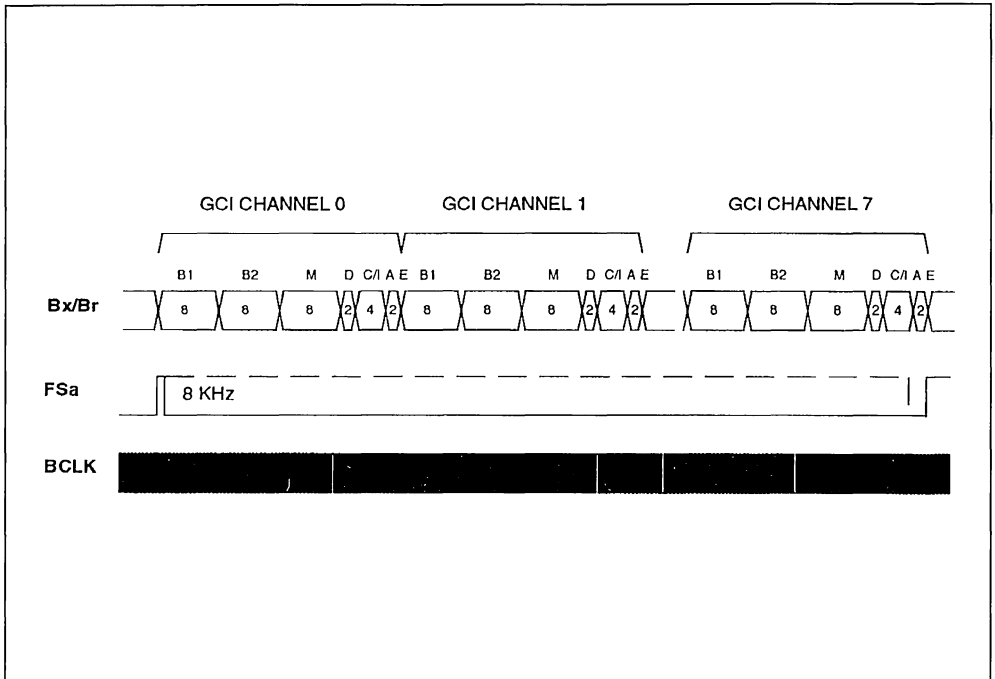 GCI CHANNEL 0 GCI CHANNEL 1 GCI CHANNEL 7
B1 B2 M D C/I A E B1 B2 M D C/I A E B1 B2 M D C/I A E
Bx/Br 8 8 8 2 4 2 8 8 8 2 4 2 8 8 8 2 4 2
FSa 8 KHz
BCLK